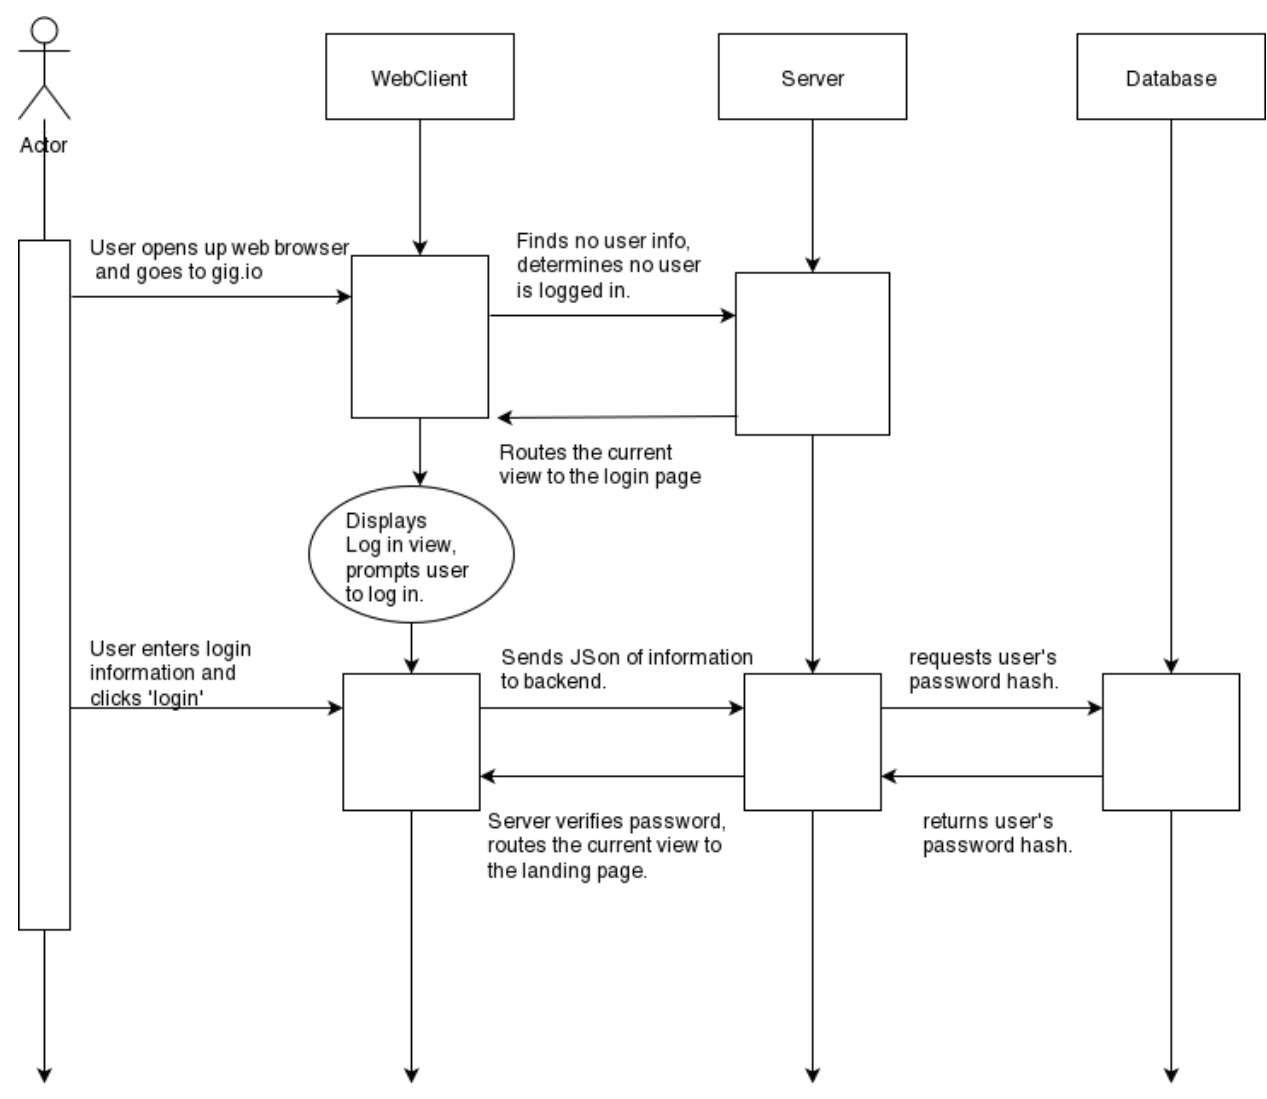 WebClient
Server
Database
Actor
User opens up web browser
and goes to gig.io
Finds no user info,
determines no user
is logged in.
Routes the current
view to the login page
Displays
Log in view,
prompts user
to log in.
User enters login
information and
clicks 'login'
Sends JSon of information
to backend.
requests user's
password hash.
Server verifies password,
routes the current view to
the landing page.
returns user's
password hash.